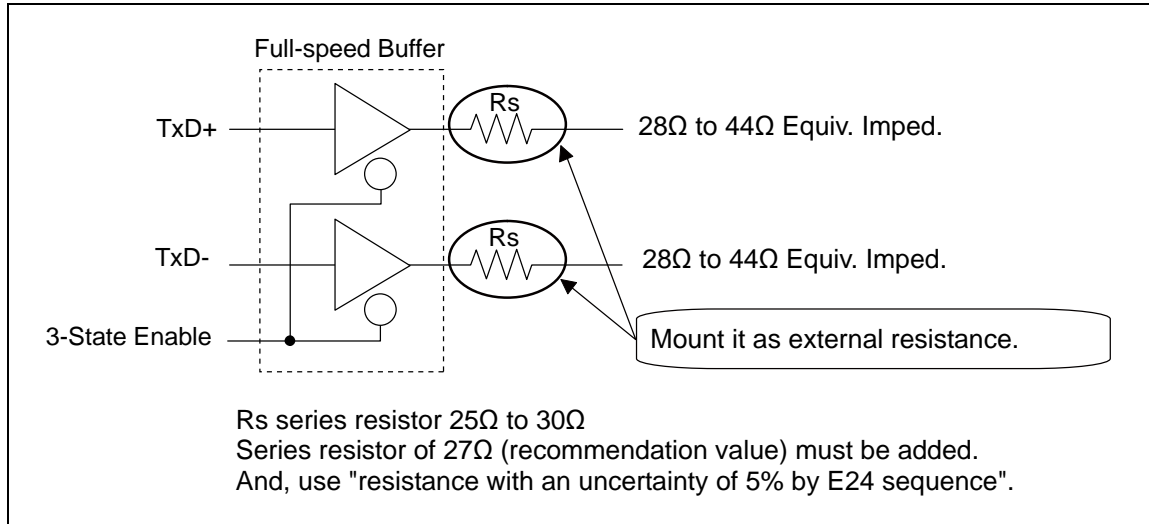 Full-speed Buffer
TxD+
Rs
28Ω to 44Ω Equiv. Imped.
TxD-
Rs
28Ω to 44Ω Equiv. Imped.
3-State Enable
Mount it as external resistance.
Rs series resistor 25Ω to 30Ω
Series resistor of 27Ω (recommendation value) must be added.
And, use "resistance with an uncertainty of 5% by E24 sequence".